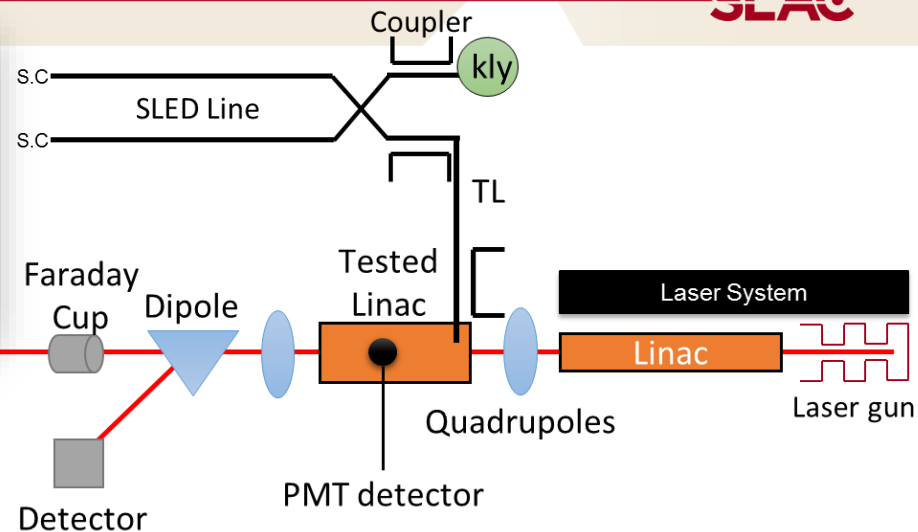 SLAC
Coupler
kly
S.C
SLED Line
S.C
TL
Faraday
Cup
Dipole
Tested
Linac
Laser System
Linac
Laser gun
Quadrupoles
PMT detector
Detector